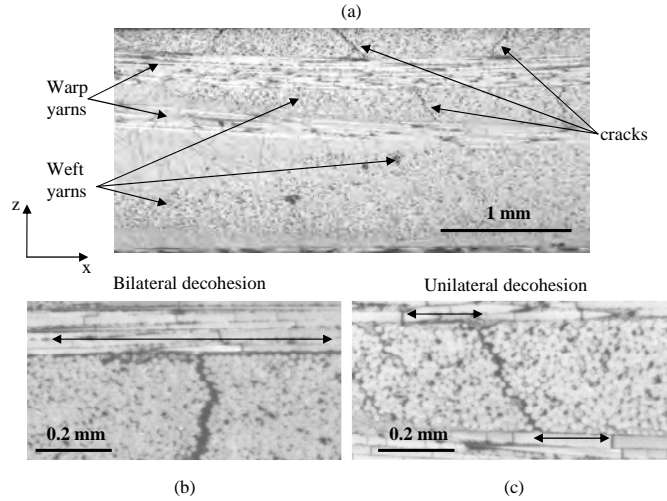 (a)
Warp
yarns
cracks
Weft
yarns
1 mm
z
x
Bilateral decohesion
Unilateral decohesion
0.2 mm
0.2 mm
(b)
(c)